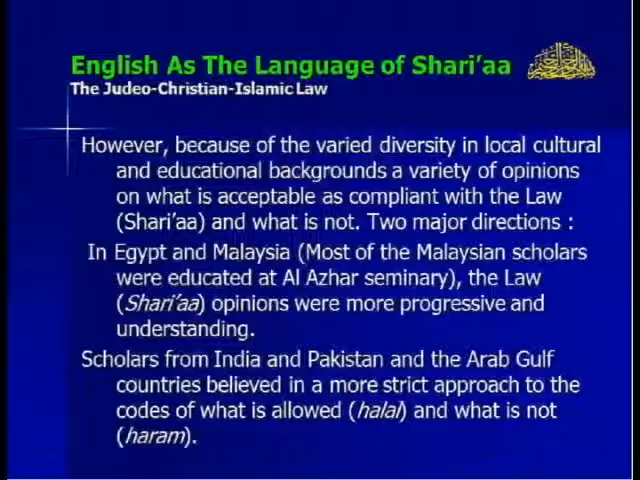 English As The Language of Shari'aa
The Judeo-Christian-Islamic Law
However, because of the varied diversity in local cultural
and educational backgrounds a variety of opinions
on what is acceptable as compliant with the Law
(Shari'aa) and what is not. Two major directions :
In Egypt and Malaysia (Most of the Malaysian scholars
were educated at Al Azhar seminary), the Law
(Shari'aa) opinions were more progressive and
understanding.
Scholars from India and Pakistan and the Arab Gulf
countries believed in a more strict approach to the
codes of what is allowed (halal) and what is not
(haram).